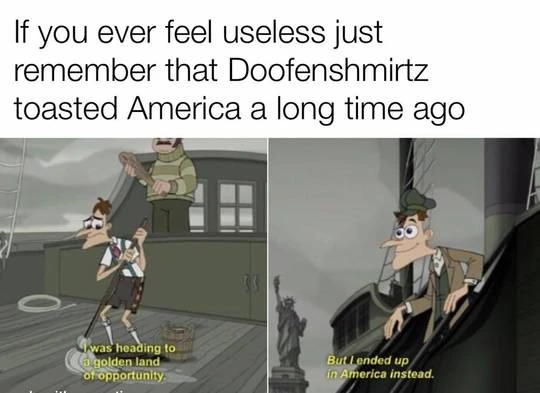 If you ever feel useless just
remember that Doofenshmirtz
toasted America a long time ago
I was heading to
a golden land
of opportunity.
But I ended up
in America instead.